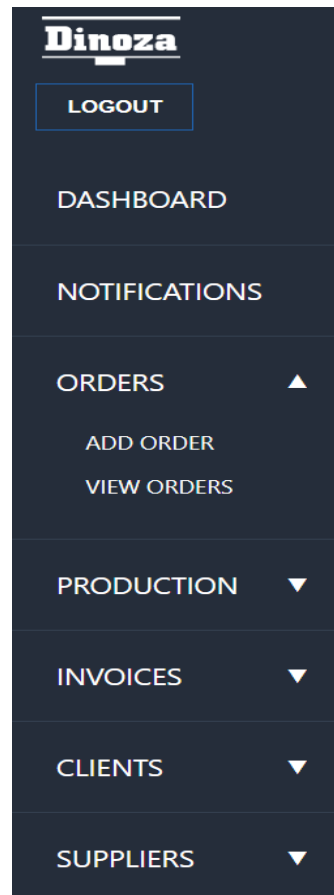 Dinoza
LOGOUT
DASHBOARD
NOTIFICATIONS
ORDERS ▲
ADD ORDER
VIEW ORDERS
PRODUCTION ▼
INVOICES ▼
CLIENTS ▼
SUPPLIERS ▼